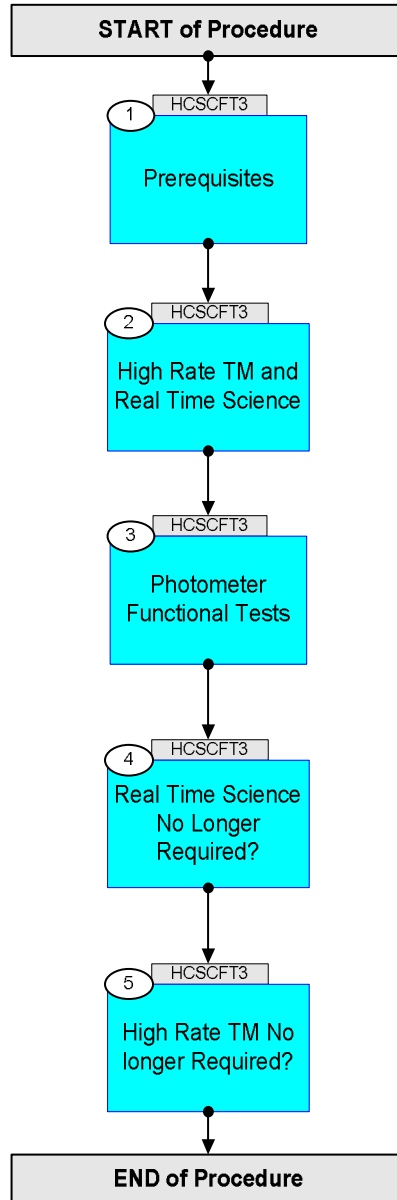 START of Procedure
HCSCFT3
1
Prerequisites
HCSCFT3
2
High Rate TM and
Real Time Science
HCSCFT3
3
Photometer
Functional Tests
HCSCFT3
4
Real Time Science
No Longer
Required?
HCSCFT3
5
High Rate TM No
longer Required?
END of Procedure